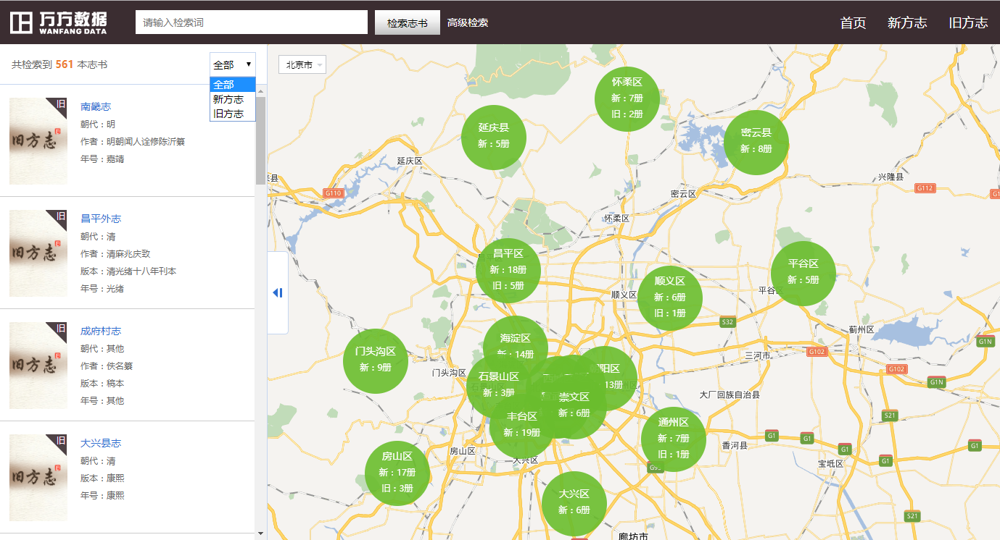 万方数据
WANFANG DATA
请输入检索词
检索志书
高级检索
首页
新方志
旧方志
共检索到 561 本志书
全部
全部
新方志
旧方志
旧
旧方志
南畿志
朝代：明
作者：明朝闻人诠修陈沂纂
年号：嘉靖
旧
旧方志
昌平外志
朝代：清
作者：清麻兆庆致
版本：清光绪十八年刊本
年号：光绪
旧
旧方志
成府村志
朝代：其他
作者：佚名纂
版本：稿本
年号：其他
旧
旧方志
大兴县志
朝代：清
版本：康熙
年号：康熙
北京市
怀柔区
新：7册
旧：2册
延庆县
新：5册
密云县
新：8册
延庆区
兴隆县
G112
G110
密云区
怀柔区
昌平区
新：18册
旧：5册
平谷区
新：5册
顺义区
顺义区
新：6册
旧：1册
平谷区
S32
蓟州区
G1N
海淀区
新：14册
门头沟区
新：9册
三河市
G102
G102
门头沟区
石景山区
新：3册
阳区
13册
G1N
崇文区
新：6册
大厂回族自治县
丰台区
新：19册
S21
通州区
新：7册
旧：1册
G1
G1
G1
G1
G1
香河县
房山区
大兴区
宝坻区
房山区
新：17册
旧：3册
大兴区
新：6册
S21
廊坊市